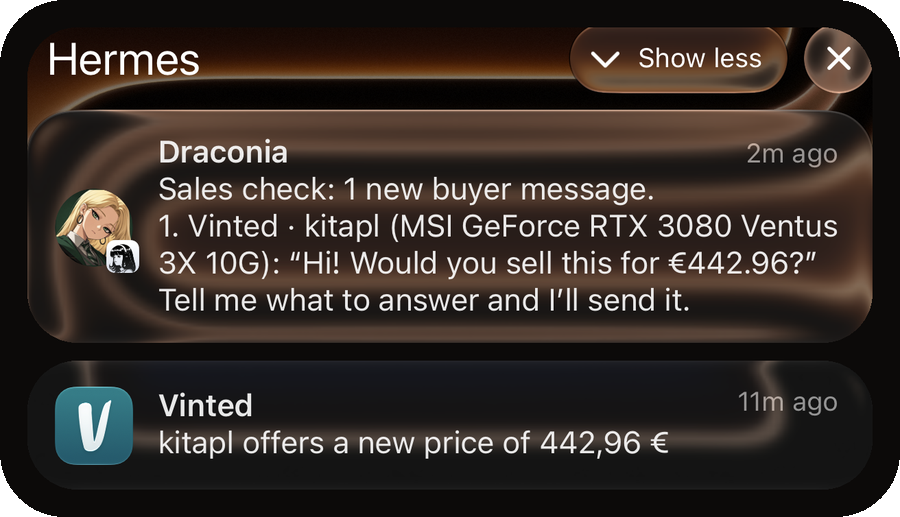 Hermes
Show less
Draconia
2m ago
Sales check: 1 new buyer message.
1. Vinted · kitapl (MSI GeForce RTX 3080 Ventus
3X 10G): “Hi! Would you sell this for €442.96?”
Tell me what to answer and I’ll send it.
Vinted
11m ago
kitapl offers a new price of 442,96 €